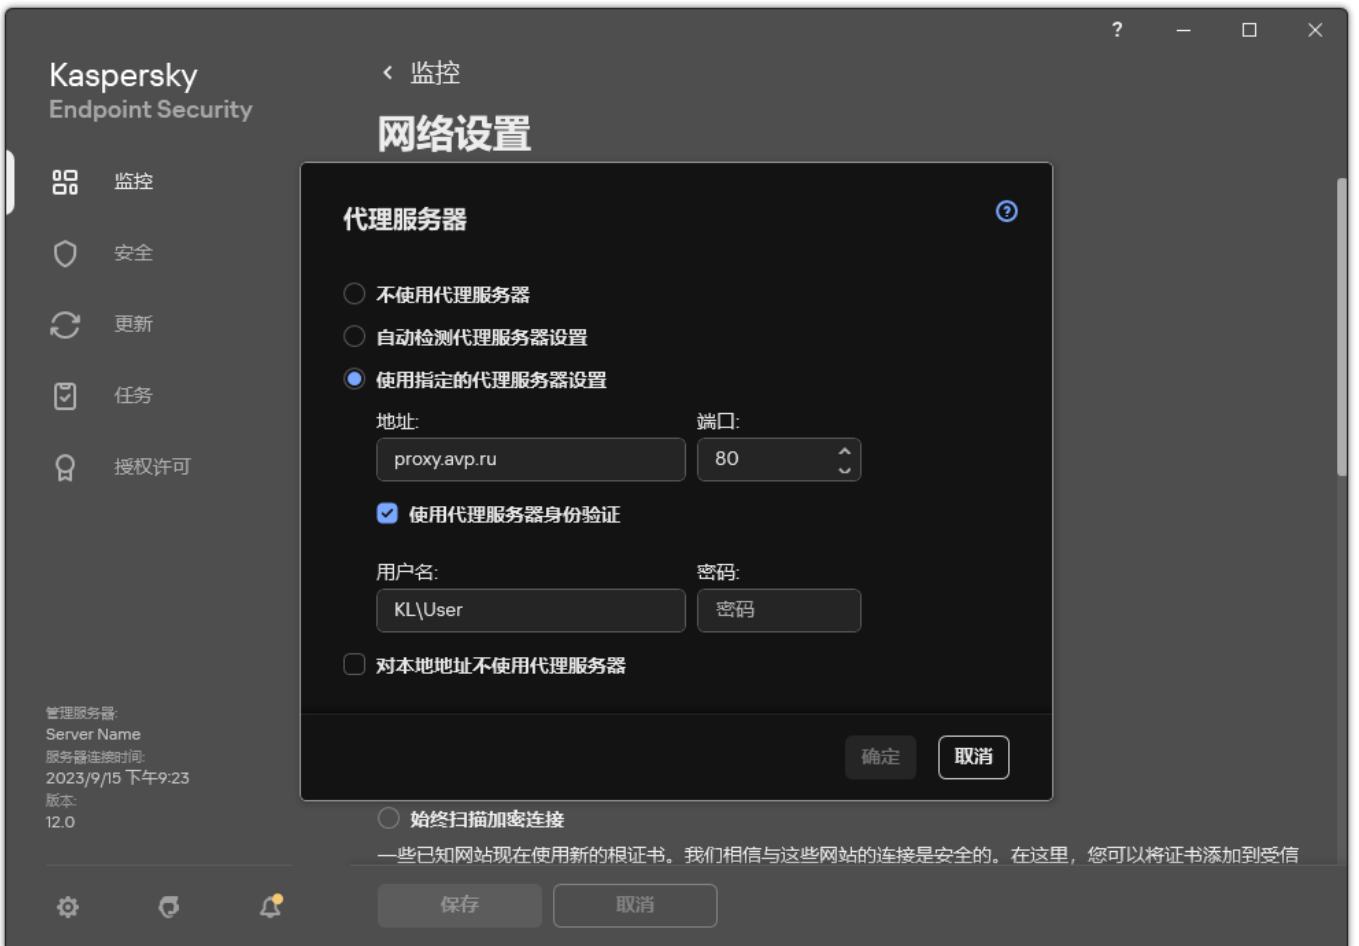 ?
Kaspersky
Endpoint Security
监控
安全
更新
任务
授权许可
管理服务器:
Server Name
服务器连接时间:
2023/9/15 下午9:23
版本:
12.0
监控
网络设置
代理服务器
?
不使用代理服务器
自动检测代理服务器设置
使用指定的代理服务器设置
地址: 端口:
proxy.avp.ru 80
使用代理服务器身份验证
用户名: 密码:
KL\User 密码
对本地地址不使用代理服务器
确定 取消
始终扫描加密连接
一些已知网站现在使用新的根证书。我们相信与这些网站的连接是安全的。在这里，您可以将证书添加到受信
保存 取消